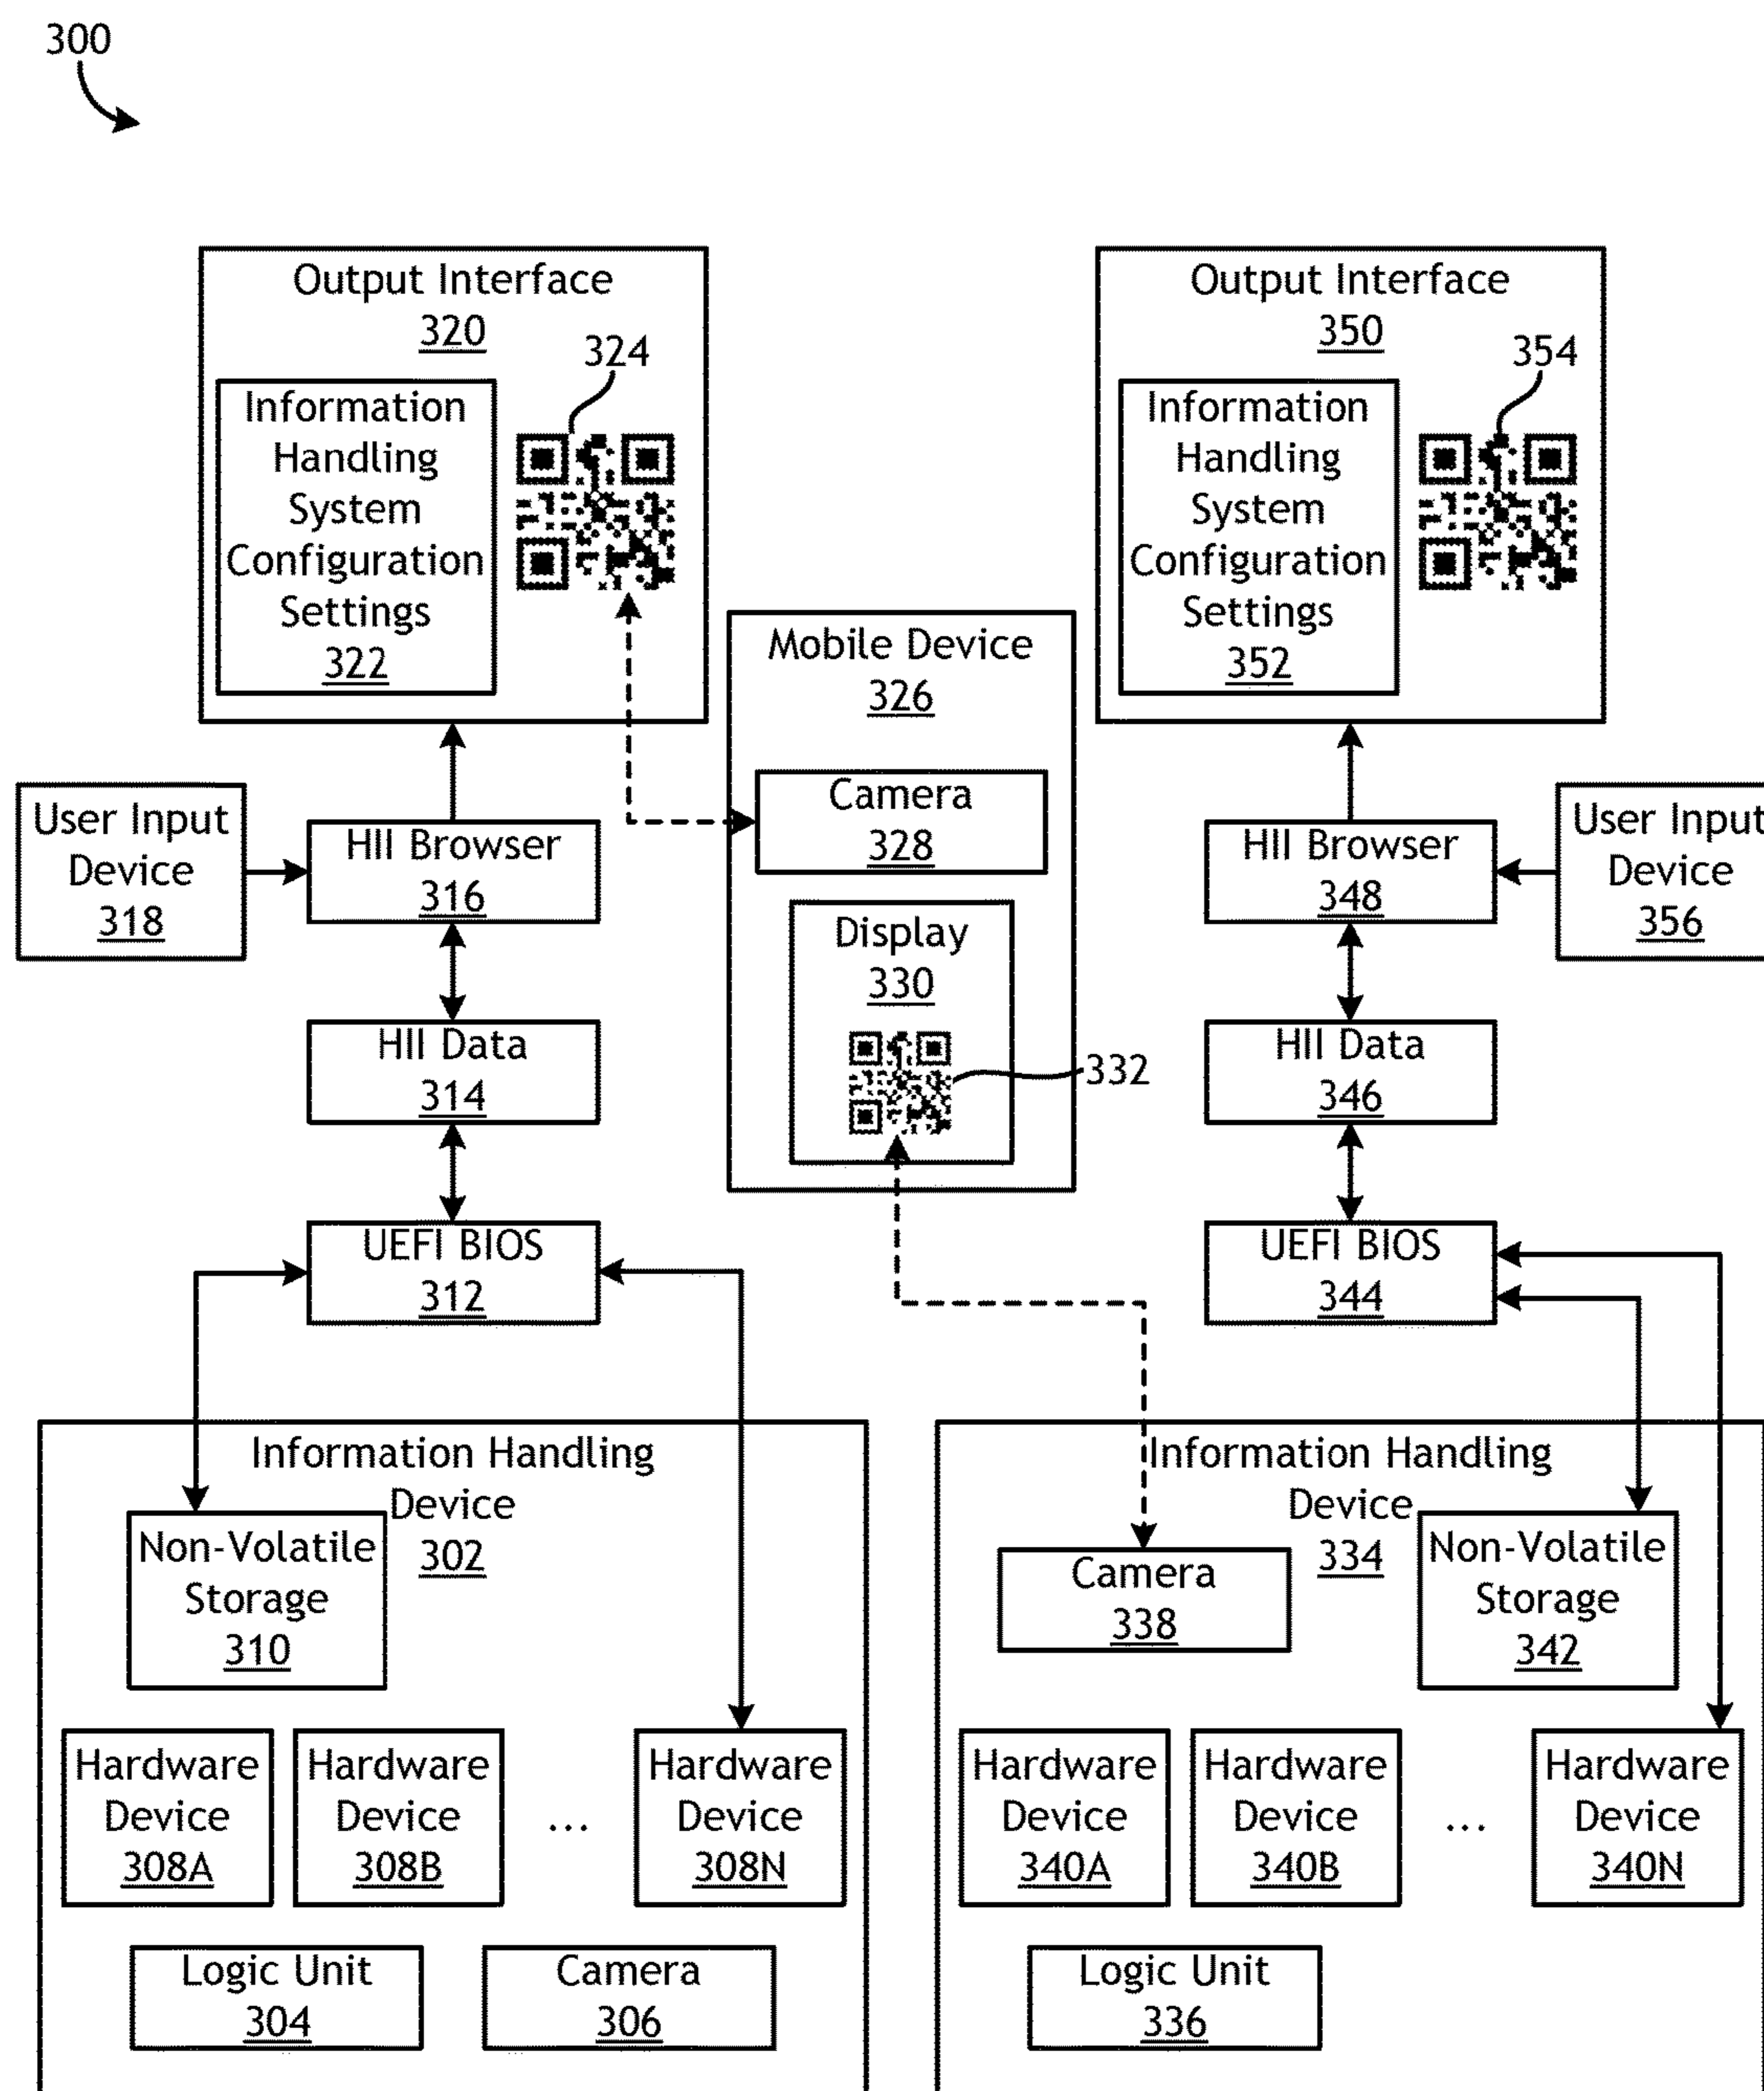 300
Output Interface
320
324
Information
Handling
System
Configuration
Settings
322
Output Interface
350
354
Information
Handling
System
Configuration
Settings
352
Mobile Device
326
Camera
328
Display
330
332
User Input
Device
318
HII Browser
316
HII Data
314
UEFI BIOS
312
HII Browser
348
User Input
Device
356
HII Data
346
UEFI BIOS
344
Information Handling
Device
302
Non-Volatile
Storage
310
Hardware
Device
308A
Hardware
Device
308B
...
Hardware
Device
308N
Logic Unit
304
Camera
306
Information Handling
Device
334
Camera
338
Non-Volatile
Storage
342
Hardware
Device
340A
Hardware
Device
340B
...
Hardware
Device
340N
Logic Unit
336